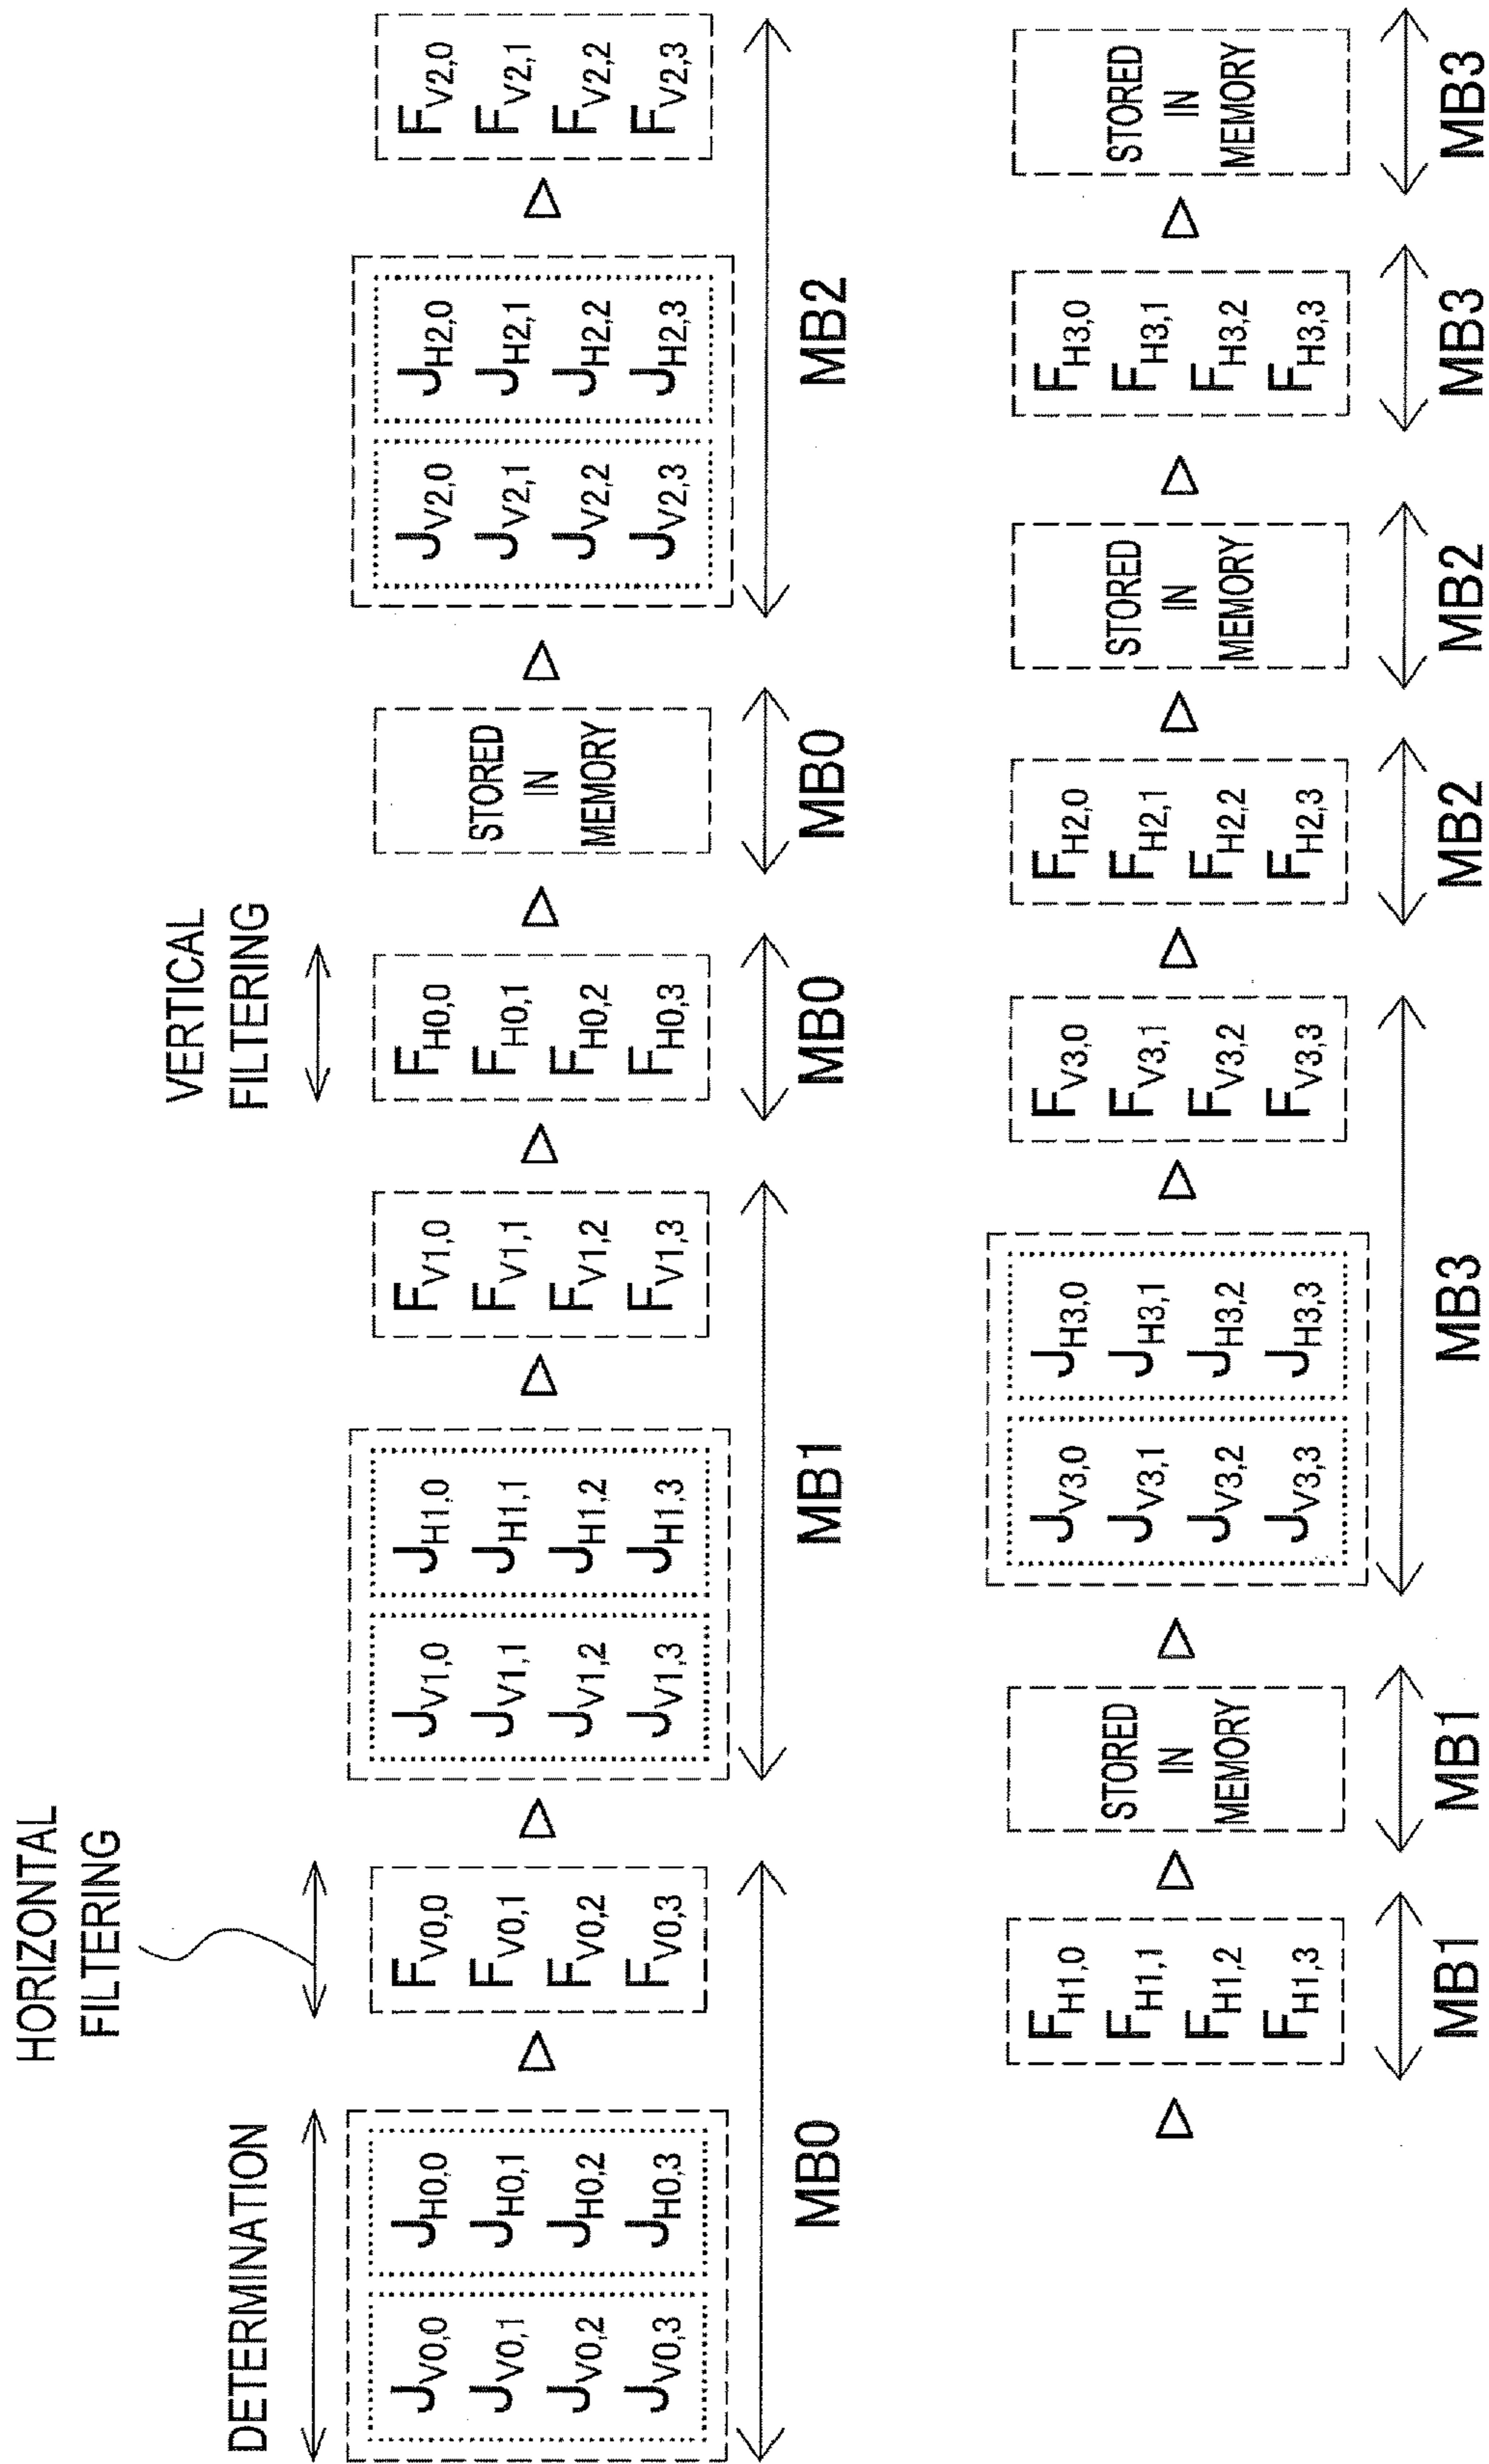 DETERMINATION
HORIZONTAL
FILTERING
VERTICAL
FILTERING
JV0,0 JH0,0
JV0,1 JH0,1
JV0,2 JH0,2
JV0,3 JH0,3
FV0,0
FV0,1
FV0,2
FV0,3
MB0
JV1,0 JH1,0
JV1,1 JH1,1
JV1,2 JH1,2
JV1,3 JH1,3
FV1,0
FV1,1
FV1,2
FV1,3
MB1
FH0,0
FH0,1
FH0,2
FH0,3
MB0
STORED
IN
MEMORY
MB0
JV2,0 JH2,0
JV2,1 JH2,1
JV2,2 JH2,2
JV2,3 JH2,3
FV2,0
FV2,1
FV2,2
FV2,3
MB2
FH1,0
FH1,1
FH1,2
FH1,3
MB1
STORED
IN
MEMORY
MB1
JV3,0 JH3,0
JV3,1 JH3,1
JV3,2 JH3,2
JV3,3 JH3,3
FV3,0
FV3,1
FV3,2
FV3,3
MB3
FH2,0
FH2,1
FH2,2
FH2,3
MB2
STORED
IN
MEMORY
MB2
FH3,0
FH3,1
FH3,2
FH3,3
MB3
STORED
IN
MEMORY
MB3